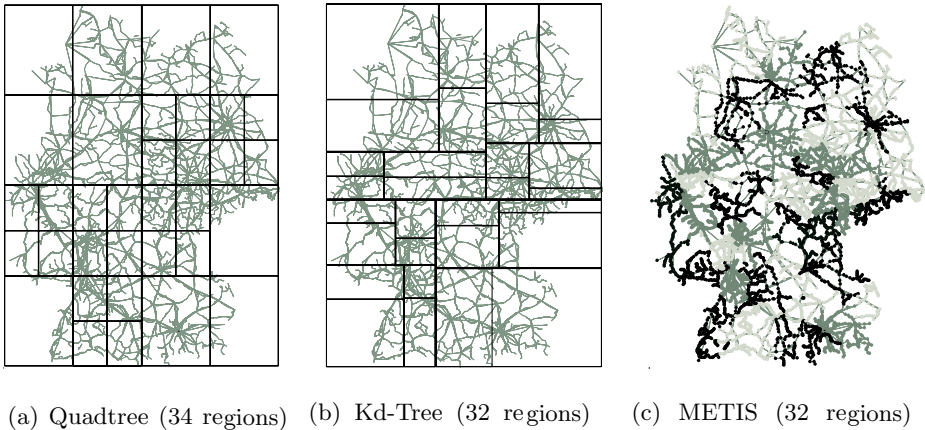 (a) Quadtree (34 regions)
(b) Kd-Tree (32 regions)
(c) METIS (32 regions)